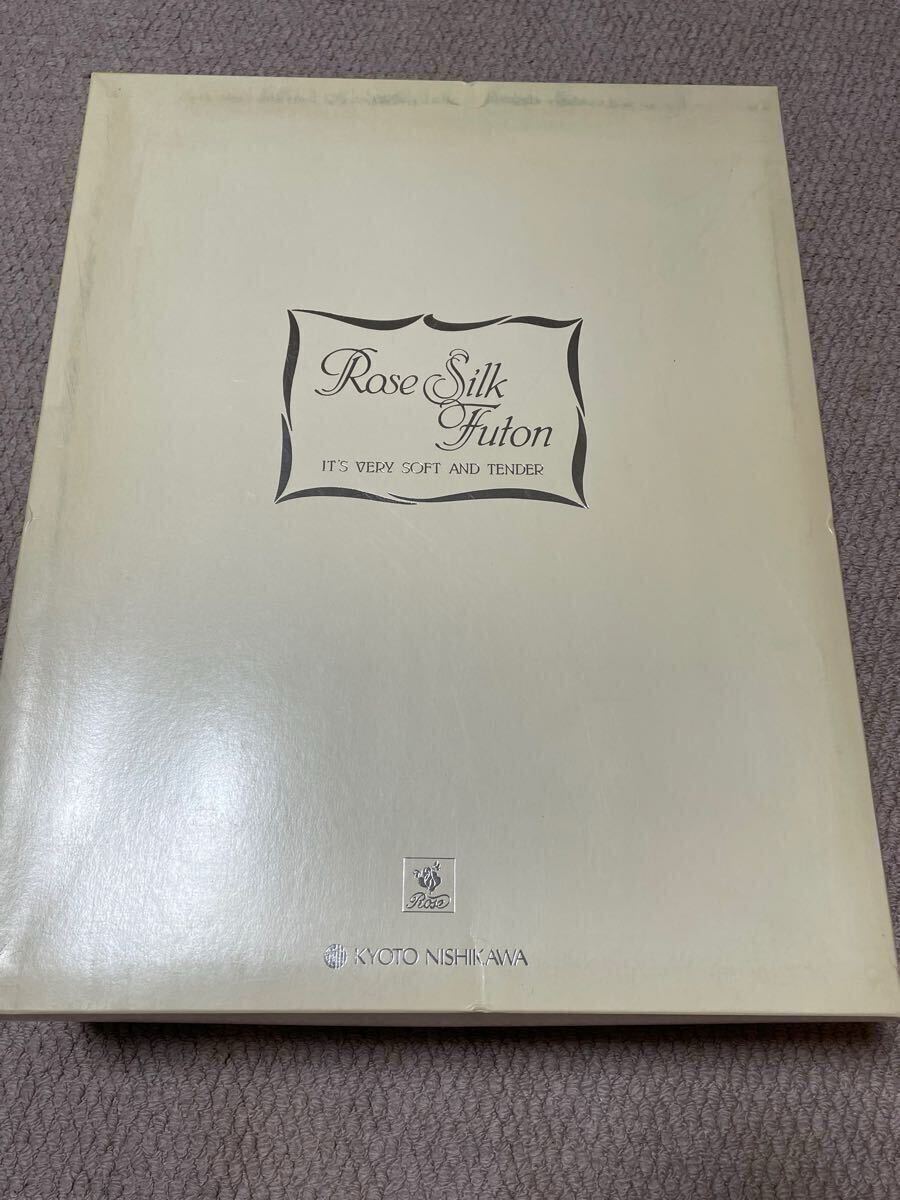 Rose Silk
Futon
IT'S VERY SOFT AND TENDER
Rose
KYOTO NISHIKAWA